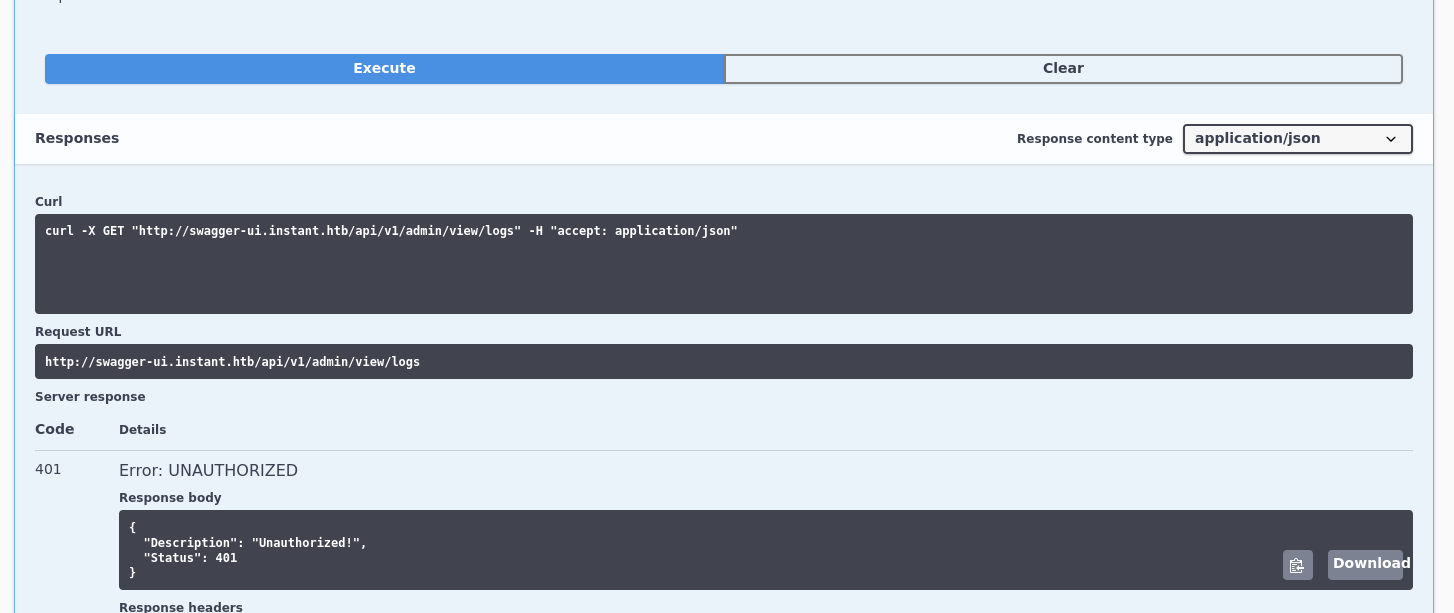 Execute
Clear
Responses
Response content type
application/json
Curl
curl -X GET "http://swagger-ui.instant.htb/api/v1/admin/view/logs" -H "accept: application/json"
Request URL
http://swagger-ui.instant.htb/api/v1/admin/view/logs
Server response
Code Details
401 Error: UNAUTHORIZED
Response body
{
  "Description": "Unauthorized!",
  "Status": 401
}
Download
Response headers